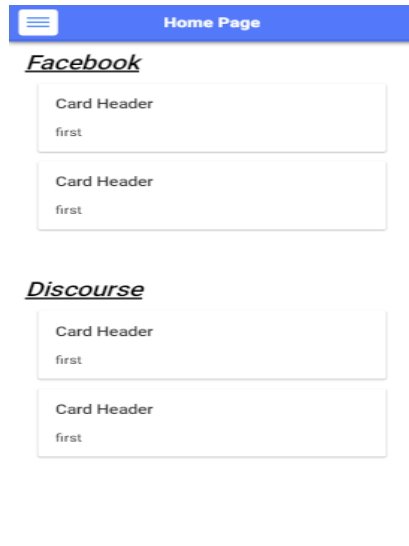 Home Page
Facebook
Card Header
first
Card Header
first
Discourse
Card Header
first
Card Header
first